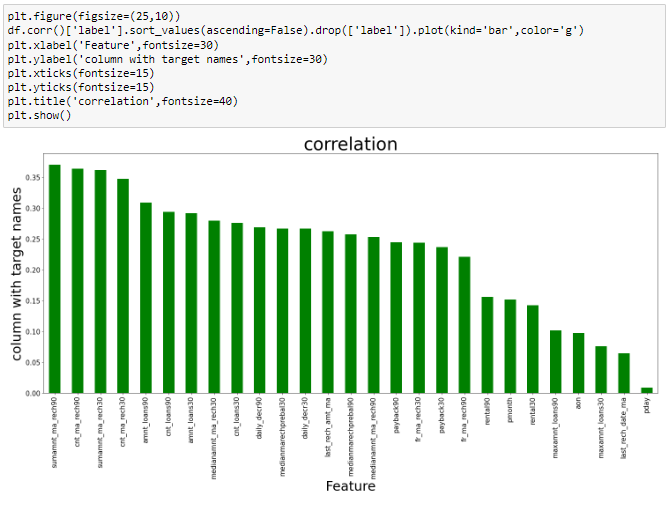 plt.figure(figsize=(25,10))
df.corr()['label'].sort_values(ascending=False).drop(['label']).plot(kind='bar',color='g')
plt.xlabel('Feature',fontsize=30)
plt.ylabel('column with target names',fontsize=30)
plt.xticks(fontsize=15)
plt.yticks(fontsize=15)
plt.title('correlation',fontsize=40)
plt.show()
correlation
column with target names
0.35
0.30
0.25
0.20
0.15
0.10
0.05
0.00
sumamnt_ma_rech90
cnt_ma_rech90
sumamnt_ma_rech30
cnt_ma_rech30
amnt_loans90
cnt_loans90
amnt_loans30
medianamnt_ma_rech30
cnt_loans30
daily_decr90
medianmarechprebal30
daily_decr30
last_rech_amt_ma
medianmarechprebal90
medianamnt_ma_rech90
payback90
fr_ma_rech30
payback30
fr_ma_rech90
rental90
pmonth
rental30
maxamnt_loans90
aon
maxamnt_loans30
last_rech_date_ma
pday
Feature